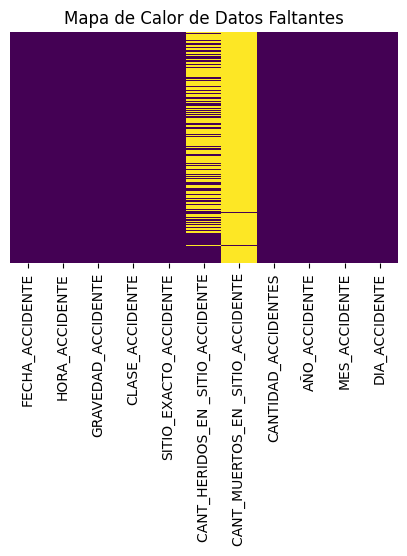 Mapa de Calor de Datos Faltantes
FECHA_ACCIDENTE
HORA_ACCIDENTE
GRAVEDAD_ACCIDENTE
CLASE_ACCIDENTE
SITIO_EXACTO_ACCIDENTE
CANT_HERIDOS_EN _SITIO_ACCIDENTE
CANT_MUERTOS_EN _SITIO_ACCIDENTE
CANTIDAD_ACCIDENTES
AÑO_ACCIDENTE
MES_ACCIDENTE
DIA_ACCIDENTE